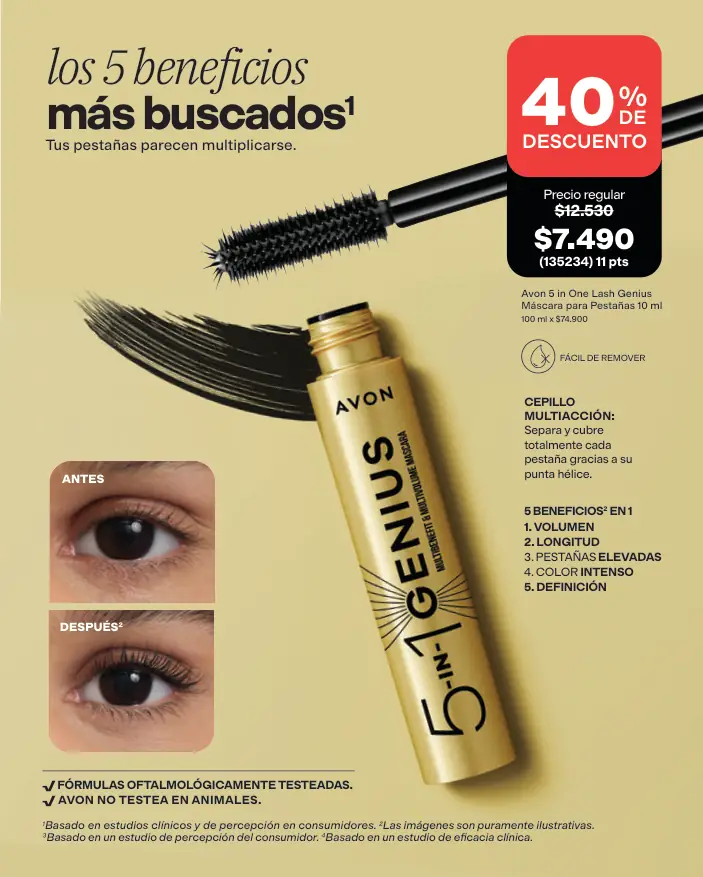 los 5 beneficios
más buscados¹
Tus pestañas parecen multiplicarse.
40%
DE
DESCUENTO
Precio regular
$12.530
$7.490
(135234) 11 pts
Avon 5 in One Lash Genius
Máscara para Pestañas 10 ml
100 ml x $74.900
FÁCIL DE REMOVER
CEPILLO
MULTIACCIÓN:
Separa y cubre
totalmente cada
pestaña gracias a su
punta hélice.
5 BENEFICIOS² EN 1
1. VOLUMEN
2. LONGITUD
3. PESTAÑAS ELEVADAS
4. COLOR INTENSO
5. DEFINICIÓN
AVON
5-IN-1 GENIUS
MULTIBENEFIT & MULTIVOLUME MASCARA
ANTES
DESPUÉS²
FÓRMULAS OFTALMOLÓGICAMENTE TESTEADAS.
AVON NO TESTEA EN ANIMALES.
¹Basado en estudios clínicos y de percepción en consumidores. ²Las imágenes son puramente ilustrativas.
³Basado en un estudio de percepción del consumidor. ⁴Basado en un estudio de eficacia clínica.